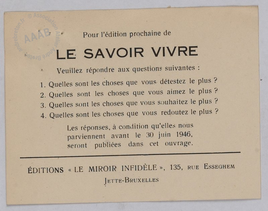 Pour l'édition prochaine de
LE SAVOIR VIVRE
Veuillez répondre aux questions suivantes :
1. Quelles sont les choses que vous détestez le plus ?
2. Quelles sont les choses que vous aimez le plus ?
3. Quelles sont les choses que vous souhaitez le plus ?
4. Quelles sont les choses que vous redoutez le plus ?
Les réponses, à condition qu'elle nous
parviennent avant le 30 juin 1946,
seront publiées dans cet ouvrage.
ÉDITIONS « LE MIROIR INFIDÈLE », 135, RUE ESSEGHEM
JETTE-BRUXELLES